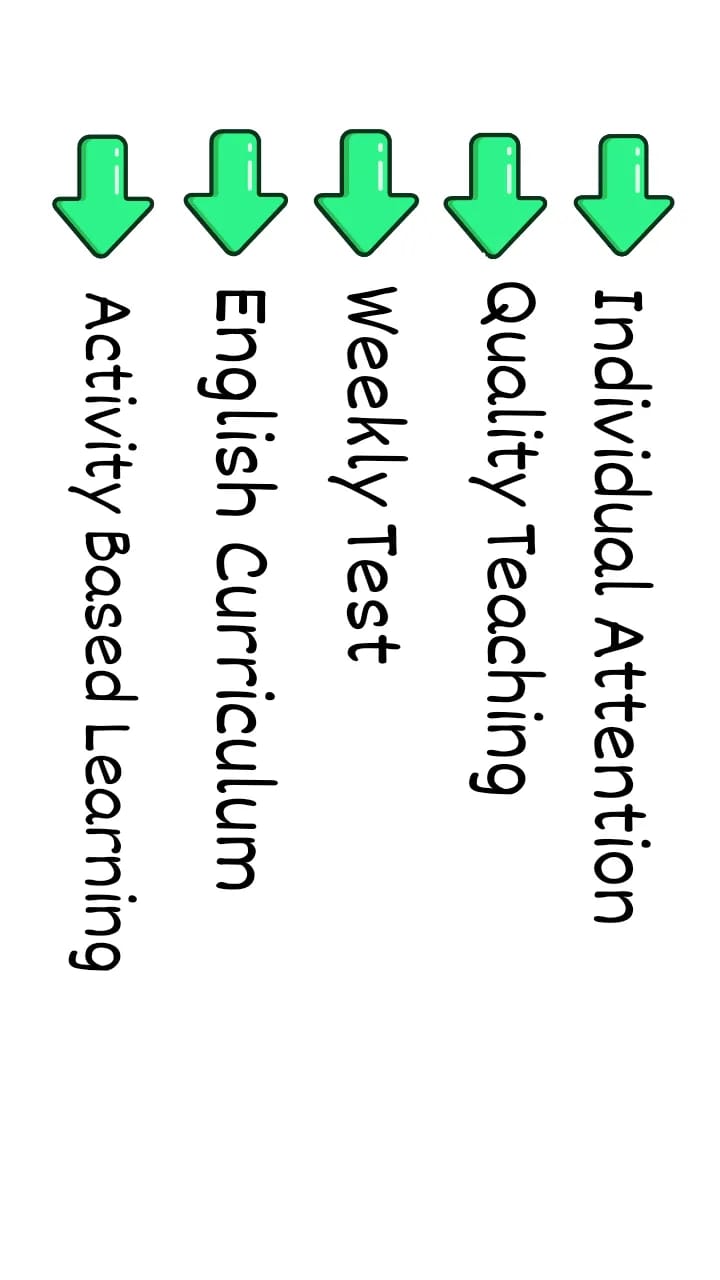 Individual Attention
Quality Teaching
Weekly Test
English Curriculum
Activity Based Learning